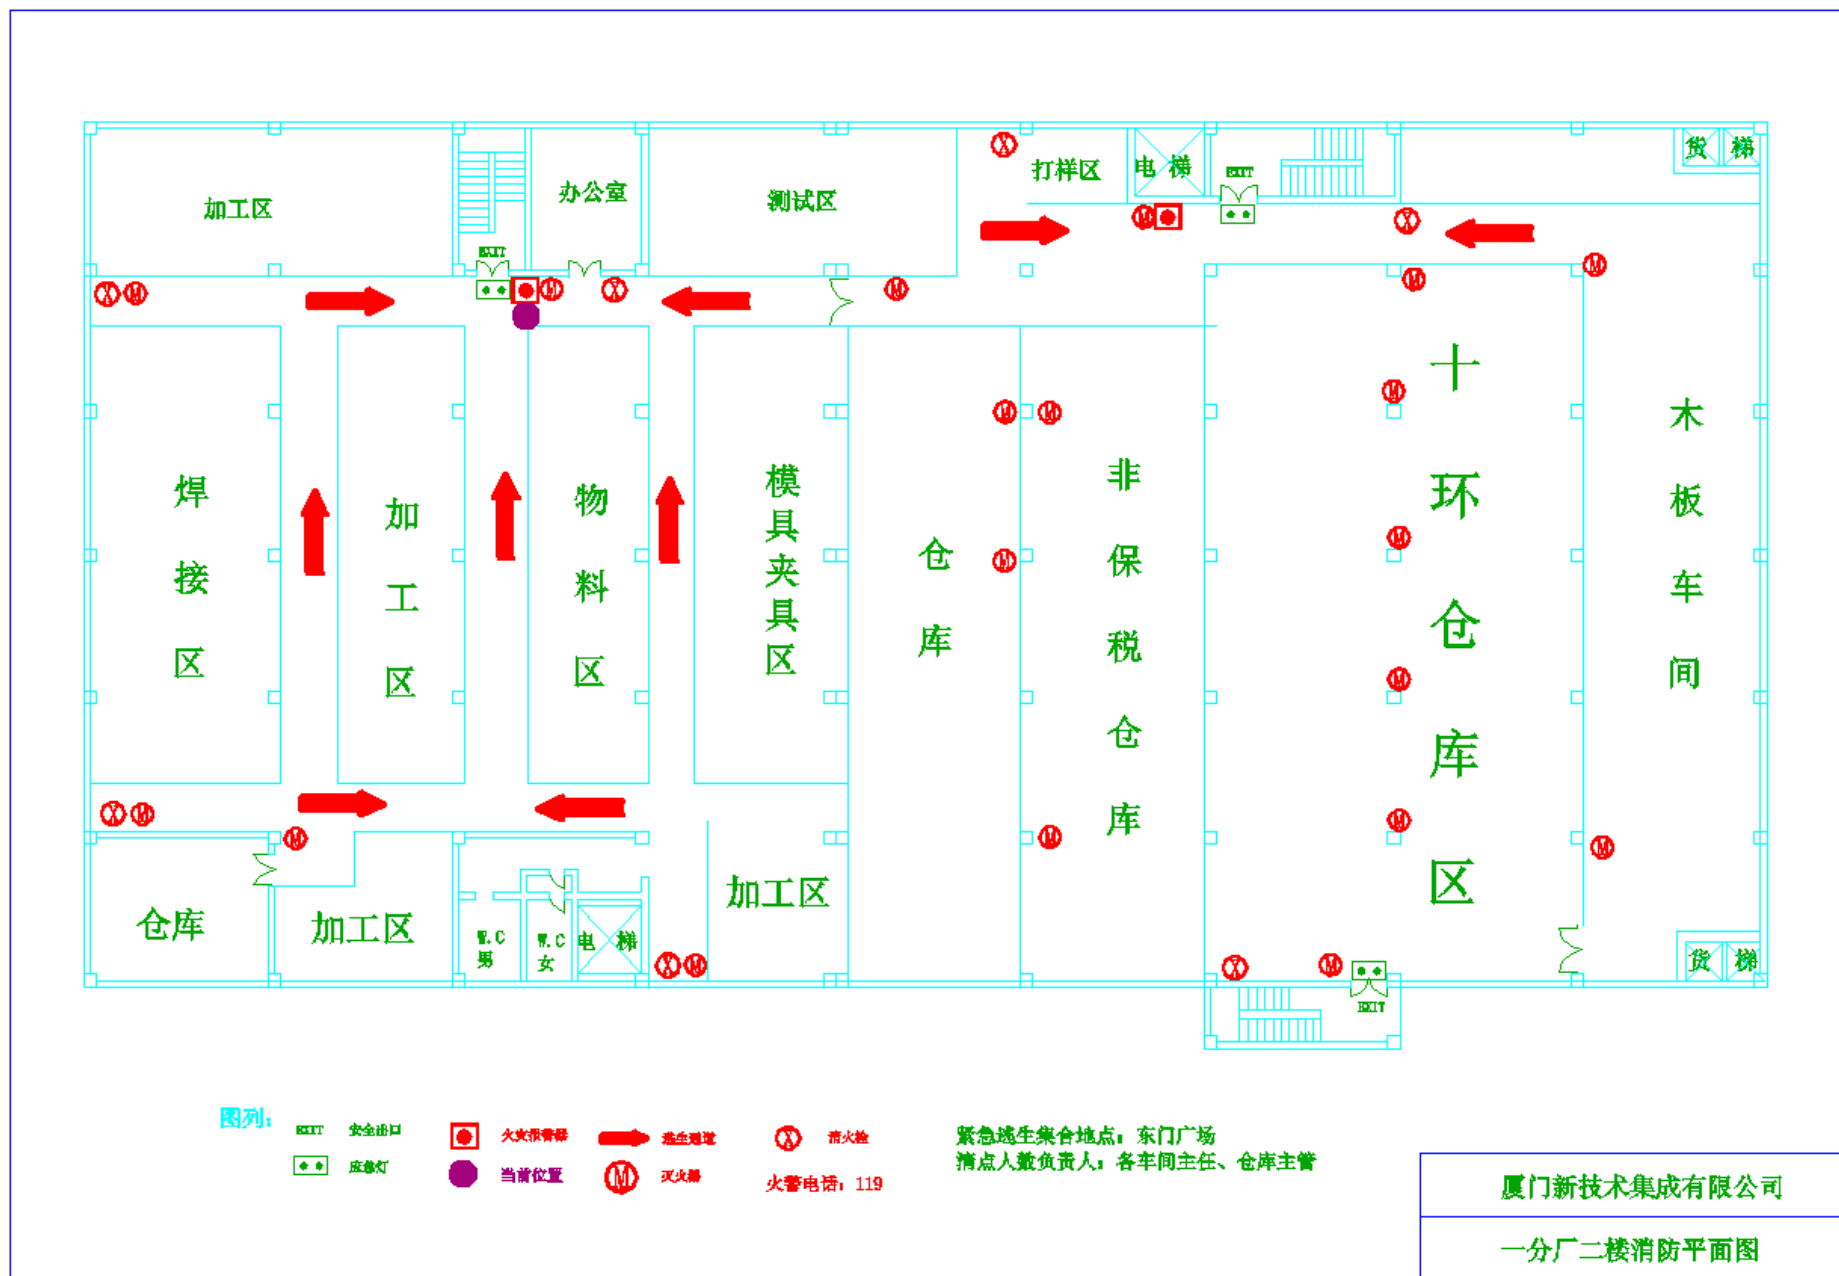 货 梯
电 梯
打样区
EXIT
办公室
测试区
加工区
EXIT
十环仓库区
木板车间
焊接区
加工区
物料区
模具夹具区
仓库
非保税仓库
加工区
仓库
加工区
W.C
男
W.C
女
电 梯
货 梯
EXIT
图列:
EXIT 安全出口
应急灯
火灾报警器
当前位置
逃生通道
灭火器
消火栓
火警电话: 119
紧急逃生集合地点: 东门广场
清点人数负责人: 各车间主任、仓库主管
厦门新技术集成有限公司
一分厂二楼消防平面图